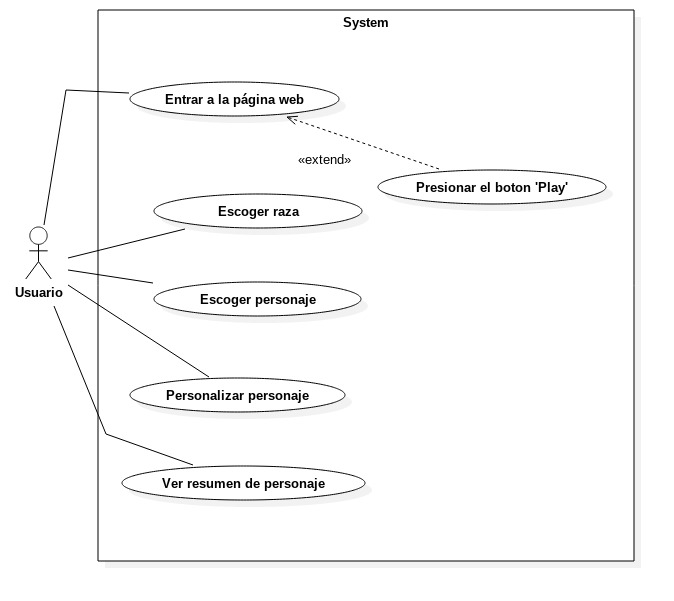 System
Entrar a la página web
«extend»
Presionar el boton 'Play'
Escoger raza
Usuario
Escoger personaje
Personalizar personaje
Ver resumen de personaje